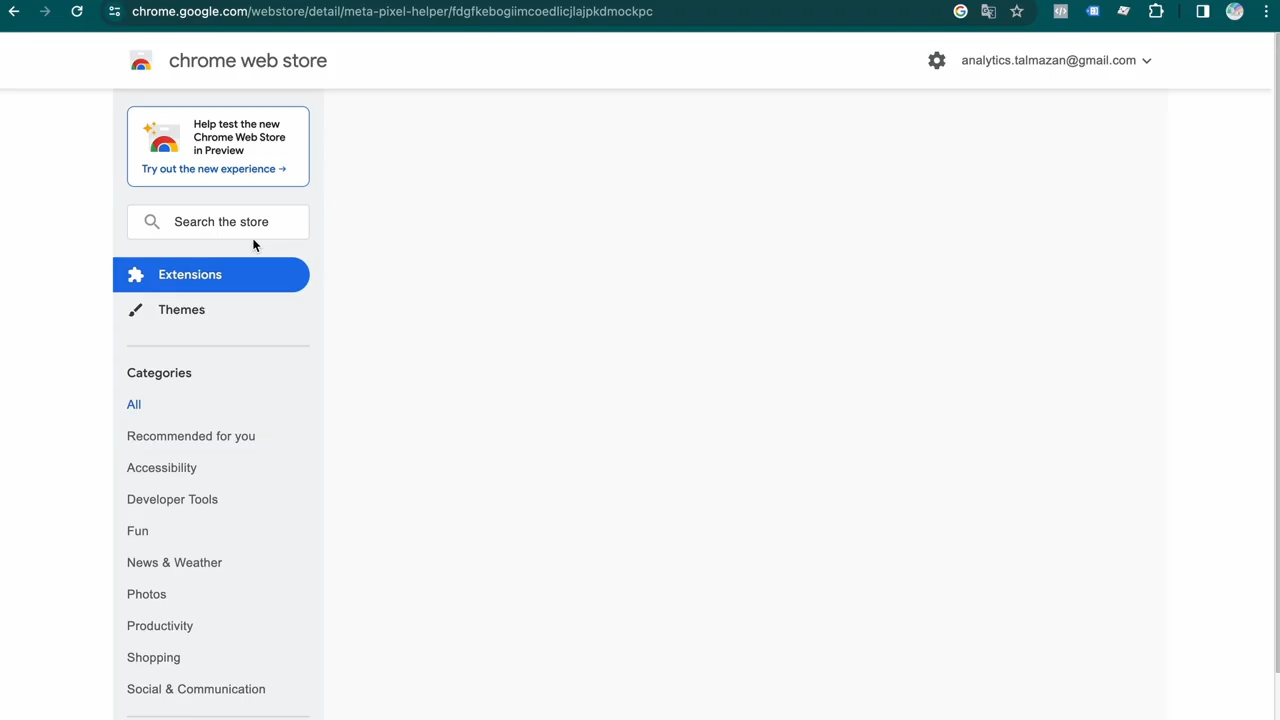 chrome.google.com/webstore/detail/meta-pixel-helper/fdgfkebogiimcoedlicjlajpkdmockpc
chrome web store
analytics.talmazan@gmail.com
Help test the new
Chrome Web Store
in Preview
Try out the new experience →
Search the store
Extensions
Themes
Categories
All
Recommended for you
Accessibility
Developer Tools
Fun
News & Weather
Photos
Productivity
Shopping
Social & Communication